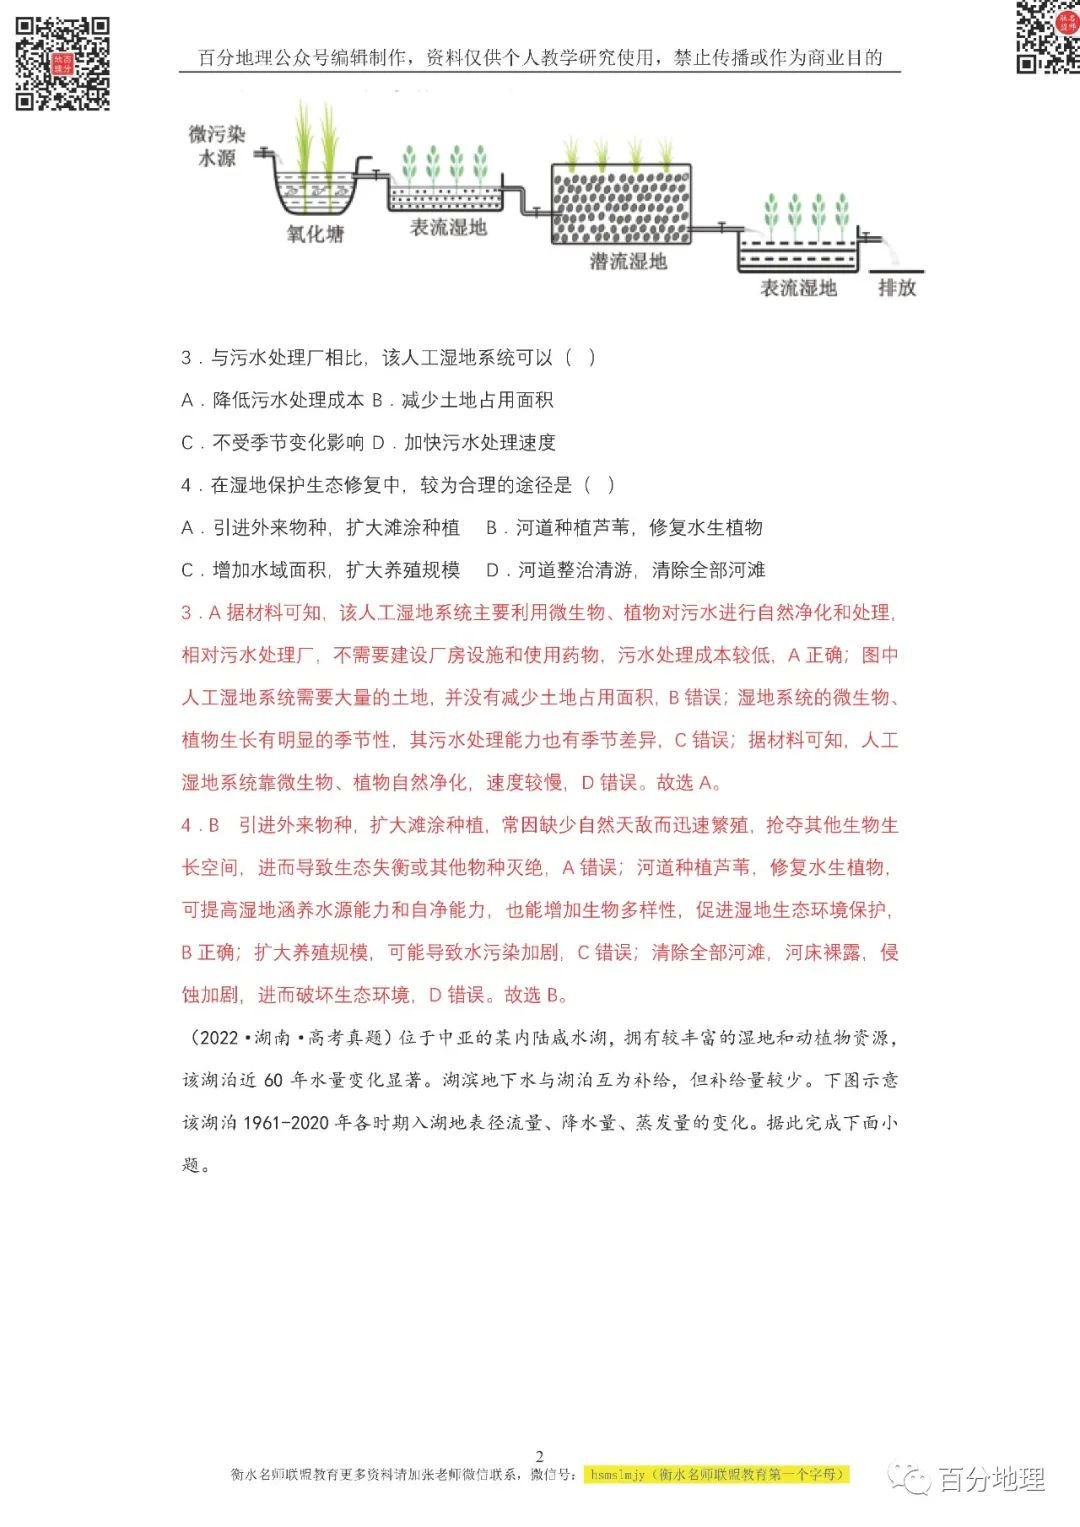 百分地理公众号编辑制作，资料仅供个人教学研究使用，禁止传播或作为商业目的
微污染
水源
氧化塘
表流湿地
潜流湿地
表流湿地
排放
3．与污水处理厂相比，该人工湿地系统可以（ ）
A．降低污水处理成本 B．减少土地占用面积
C．不受季节变化影响 D．加快污水处理速度
4．在湿地保护生态修复中，较为合理的途径是（ ）
A．引进外来物种，扩大滩涂种植 B．河道种植芦苇，修复水生植物
C．增加水域面积，扩大养殖规模 D．河道整治清游，清除全部河滩
3．A 据材料可知，该人工湿地系统主要利用微生物、植物对污水进行自然净化和处理，
相对污水处理厂，不需要建设厂房设施和使用药物，污水处理成本较低，A 正确；图中
人工湿地系统需要大量的土地，并没有减少土地占用面积，B 错误；湿地系统的微生物、
植物生长有明显的季节性，其污水处理能力也有季节差异，C 错误；据材料可知，人工
湿地系统靠微生物、植物自然净化，速度较慢，D 错误。故选 A。
4．B 引进外来物种，扩大滩涂种植，常因缺少自然天敌而迅速繁殖，抢夺其他生物生
长空间，进而导致生态失衡或其他物种灭绝，A 错误；河道种植芦苇，修复水生植物，
可提高湿地涵养水源能力和自净能力，也能增加生物多样性，促进湿地生态环境保护，
B 正确；扩大养殖规模，可能导致水污染加剧，C 错误；清除全部河滩，河床裸露，侵
蚀加剧，进而破坏生态环境，D 错误。故选 B。
（2022·湖南·高考真题）位于中亚的某内陆咸水湖，拥有较丰富的湿地和动植物资源，
该湖泊近 60 年水量变化显著。湖滨地下水与湖泊互为补给，但补给量较少。下图示意
该湖泊 1961-2020 年各时期入湖地表径流量、降水量、蒸发量的变化。据此完成下面小
题。
2
衡水名师联盟教育更多资料请加张老师微信联系，微信号： hsmslmjy（衡水名师联盟教育第一个字母）
百分地理